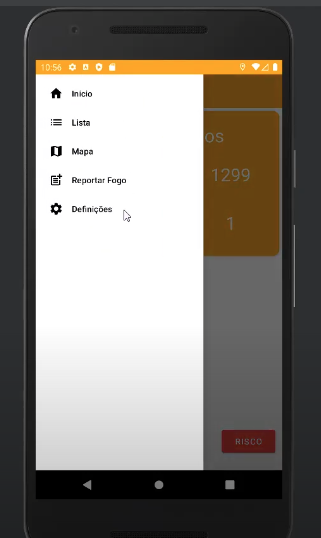 10:56
Início
Lista
Mapa
Reportar Fogo
Definições
os
1299
1
RISCO